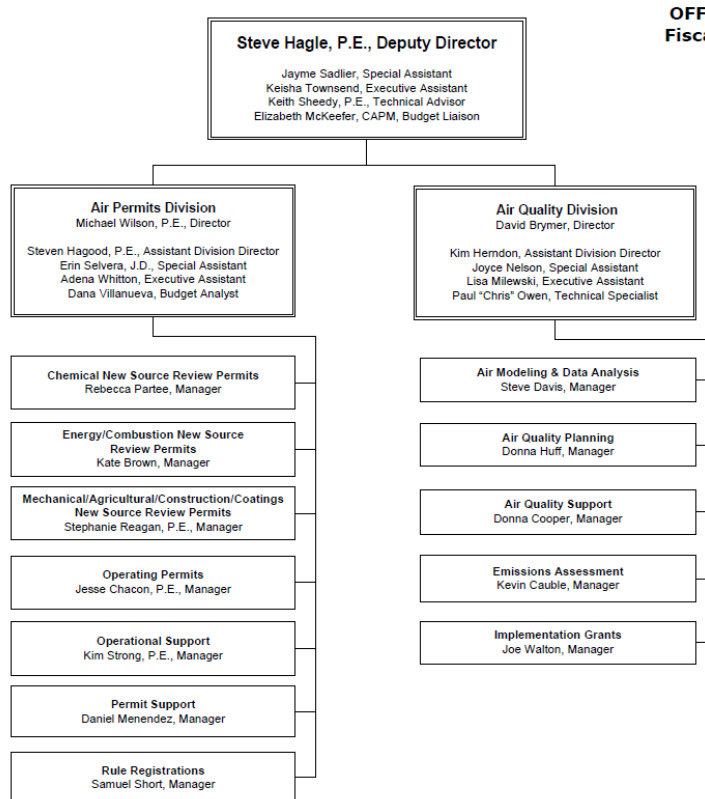 OFF
Fisca
Steve Hagle, P.E., Deputy Director
Jayme Sadlier, Special Assistant
Keisha Townsend, Executive Assistant
Keith Sheedy, P.E., Technical Advisor
Elizabeth McKeefer, CAPM, Budget Liaison
Air Permits Division
Michael Wilson, P.E., Director
Steven Hagood, P.E., Assistant Division Director
Erin Selvera, J.D., Special Assistant
Adena Whitton, Executive Assistant
Dana Villanueva, Budget Analyst
Chemical New Source Review Permits
Rebecca Partee, Manager
Energy/Combustion New Source
Review Permits
Kate Brown, Manager
Mechanical/Agricultural/Construction/Coatings
New Source Review Permits
Stephanie Reagan, P.E., Manager
Operating Permits
Jesse Chacon, P.E., Manager
Operational Support
Kim Strong, P.E., Manager
Permit Support
Daniel Menendez, Manager
Rule Registrations
Samuel Short, Manager
Air Quality Division
David Brymer, Director
Kim Herndon, Assistant Division Director
Joyce Nelson, Special Assistant
Lisa Milewski, Executive Assistant
Paul “Chris” Owen, Technical Specialist
Air Modeling & Data Analysis
Steve Davis, Manager
Air Quality Planning
Donna Huff, Manager
Air Quality Support
Donna Cooper, Manager
Emissions Assessment
Kevin Cauble, Manager
Implementation Grants
Joe Walton, Manager